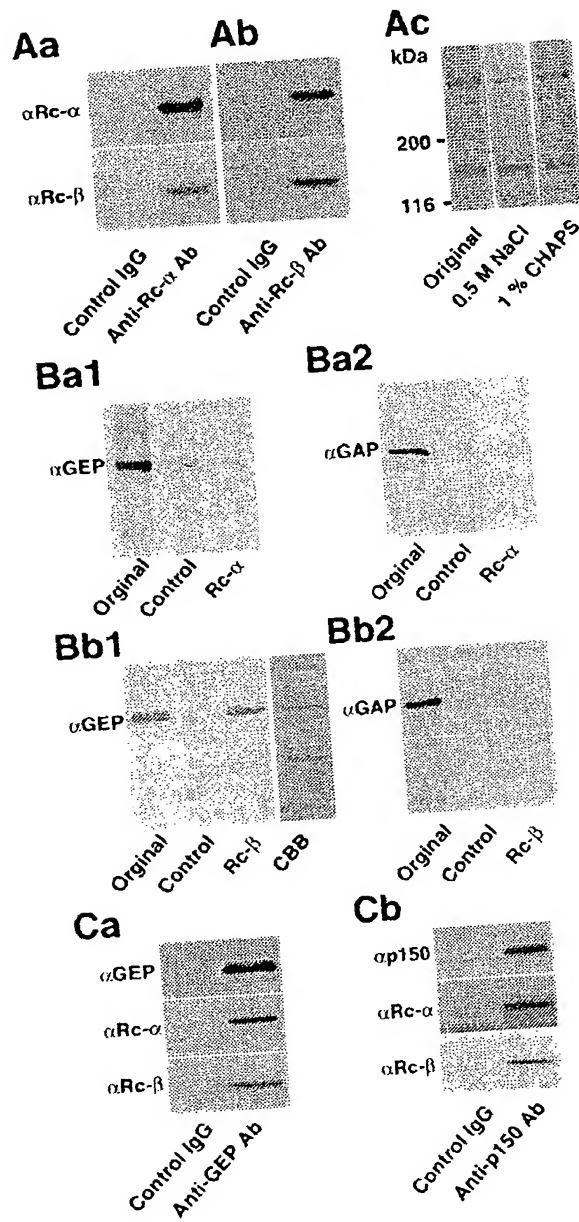 Aa
Ab
Ac
kDa
αRc-α
αRc-β
200
116
Control IgG
Anti-Rc-α Ab
Control IgG
Anti-Rc-β Ab
Original
0.5 M NaCl
1 % CHAPS
Ba1
Ba2
αGEP
αGAP
Orginal
Control
Rc-α
Orginal
Control
Rc-α
Bb1
Bb2
αGEP
αGAP
Orginal
Control
Rc-β
CBB
Orginal
Control
Rc-β
Ca
Cb
αGEP
αRc-α
αRc-β
αp150
αRc-α
αRc-β
Control IgG
Anti-GEP Ab
Control IgG
Anti-p150 Ab